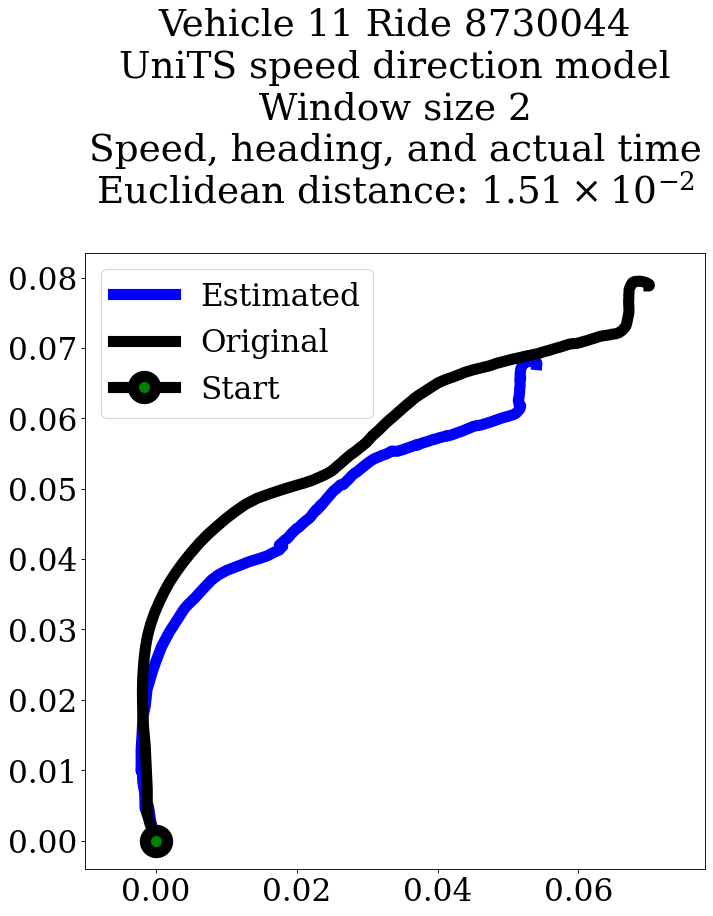 Vehicle 11 Ride 8730044
UniTS speed direction model
Window size 2
Speed, heading, and actual time
Euclidean distance: 1.51 × 10⁻²
0.08
0.07
0.06
0.05
0.04
0.03
0.02
0.01
0.00
Estimated
Original
Start
0.00 0.02 0.04 0.06